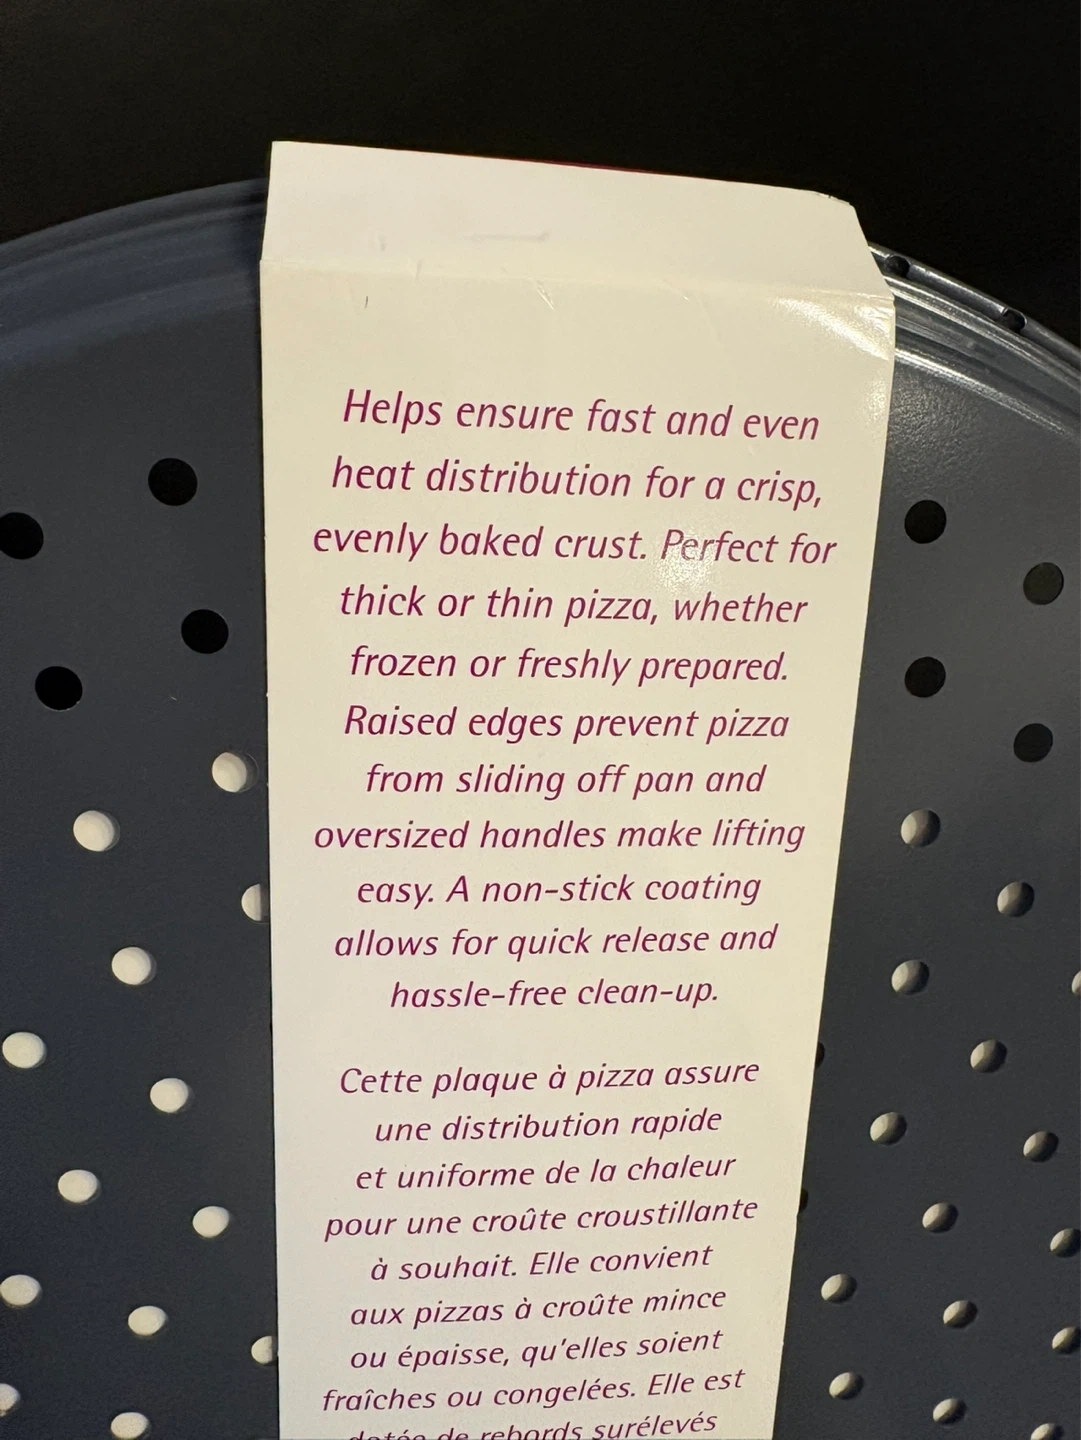 Helps ensure fast and even
heat distribution for a crisp,
evenly baked crust. Perfect for
thick or thin pizza, whether
frozen or freshly prepared.
Raised edges prevent pizza
from sliding off pan and
oversized handles make lifting
easy. A non-stick coating
allows for quick release and
hassle-free clean-up.
Cette plaque à pizza assure
une distribution rapide
et uniforme de la chaleur
pour une croûte croustillante
à souhait. Elle convient
aux pizzas à croûte mince
ou épaisse, qu'elles soient
fraîches ou congelées. Elle est
dotée de rebords surélevés